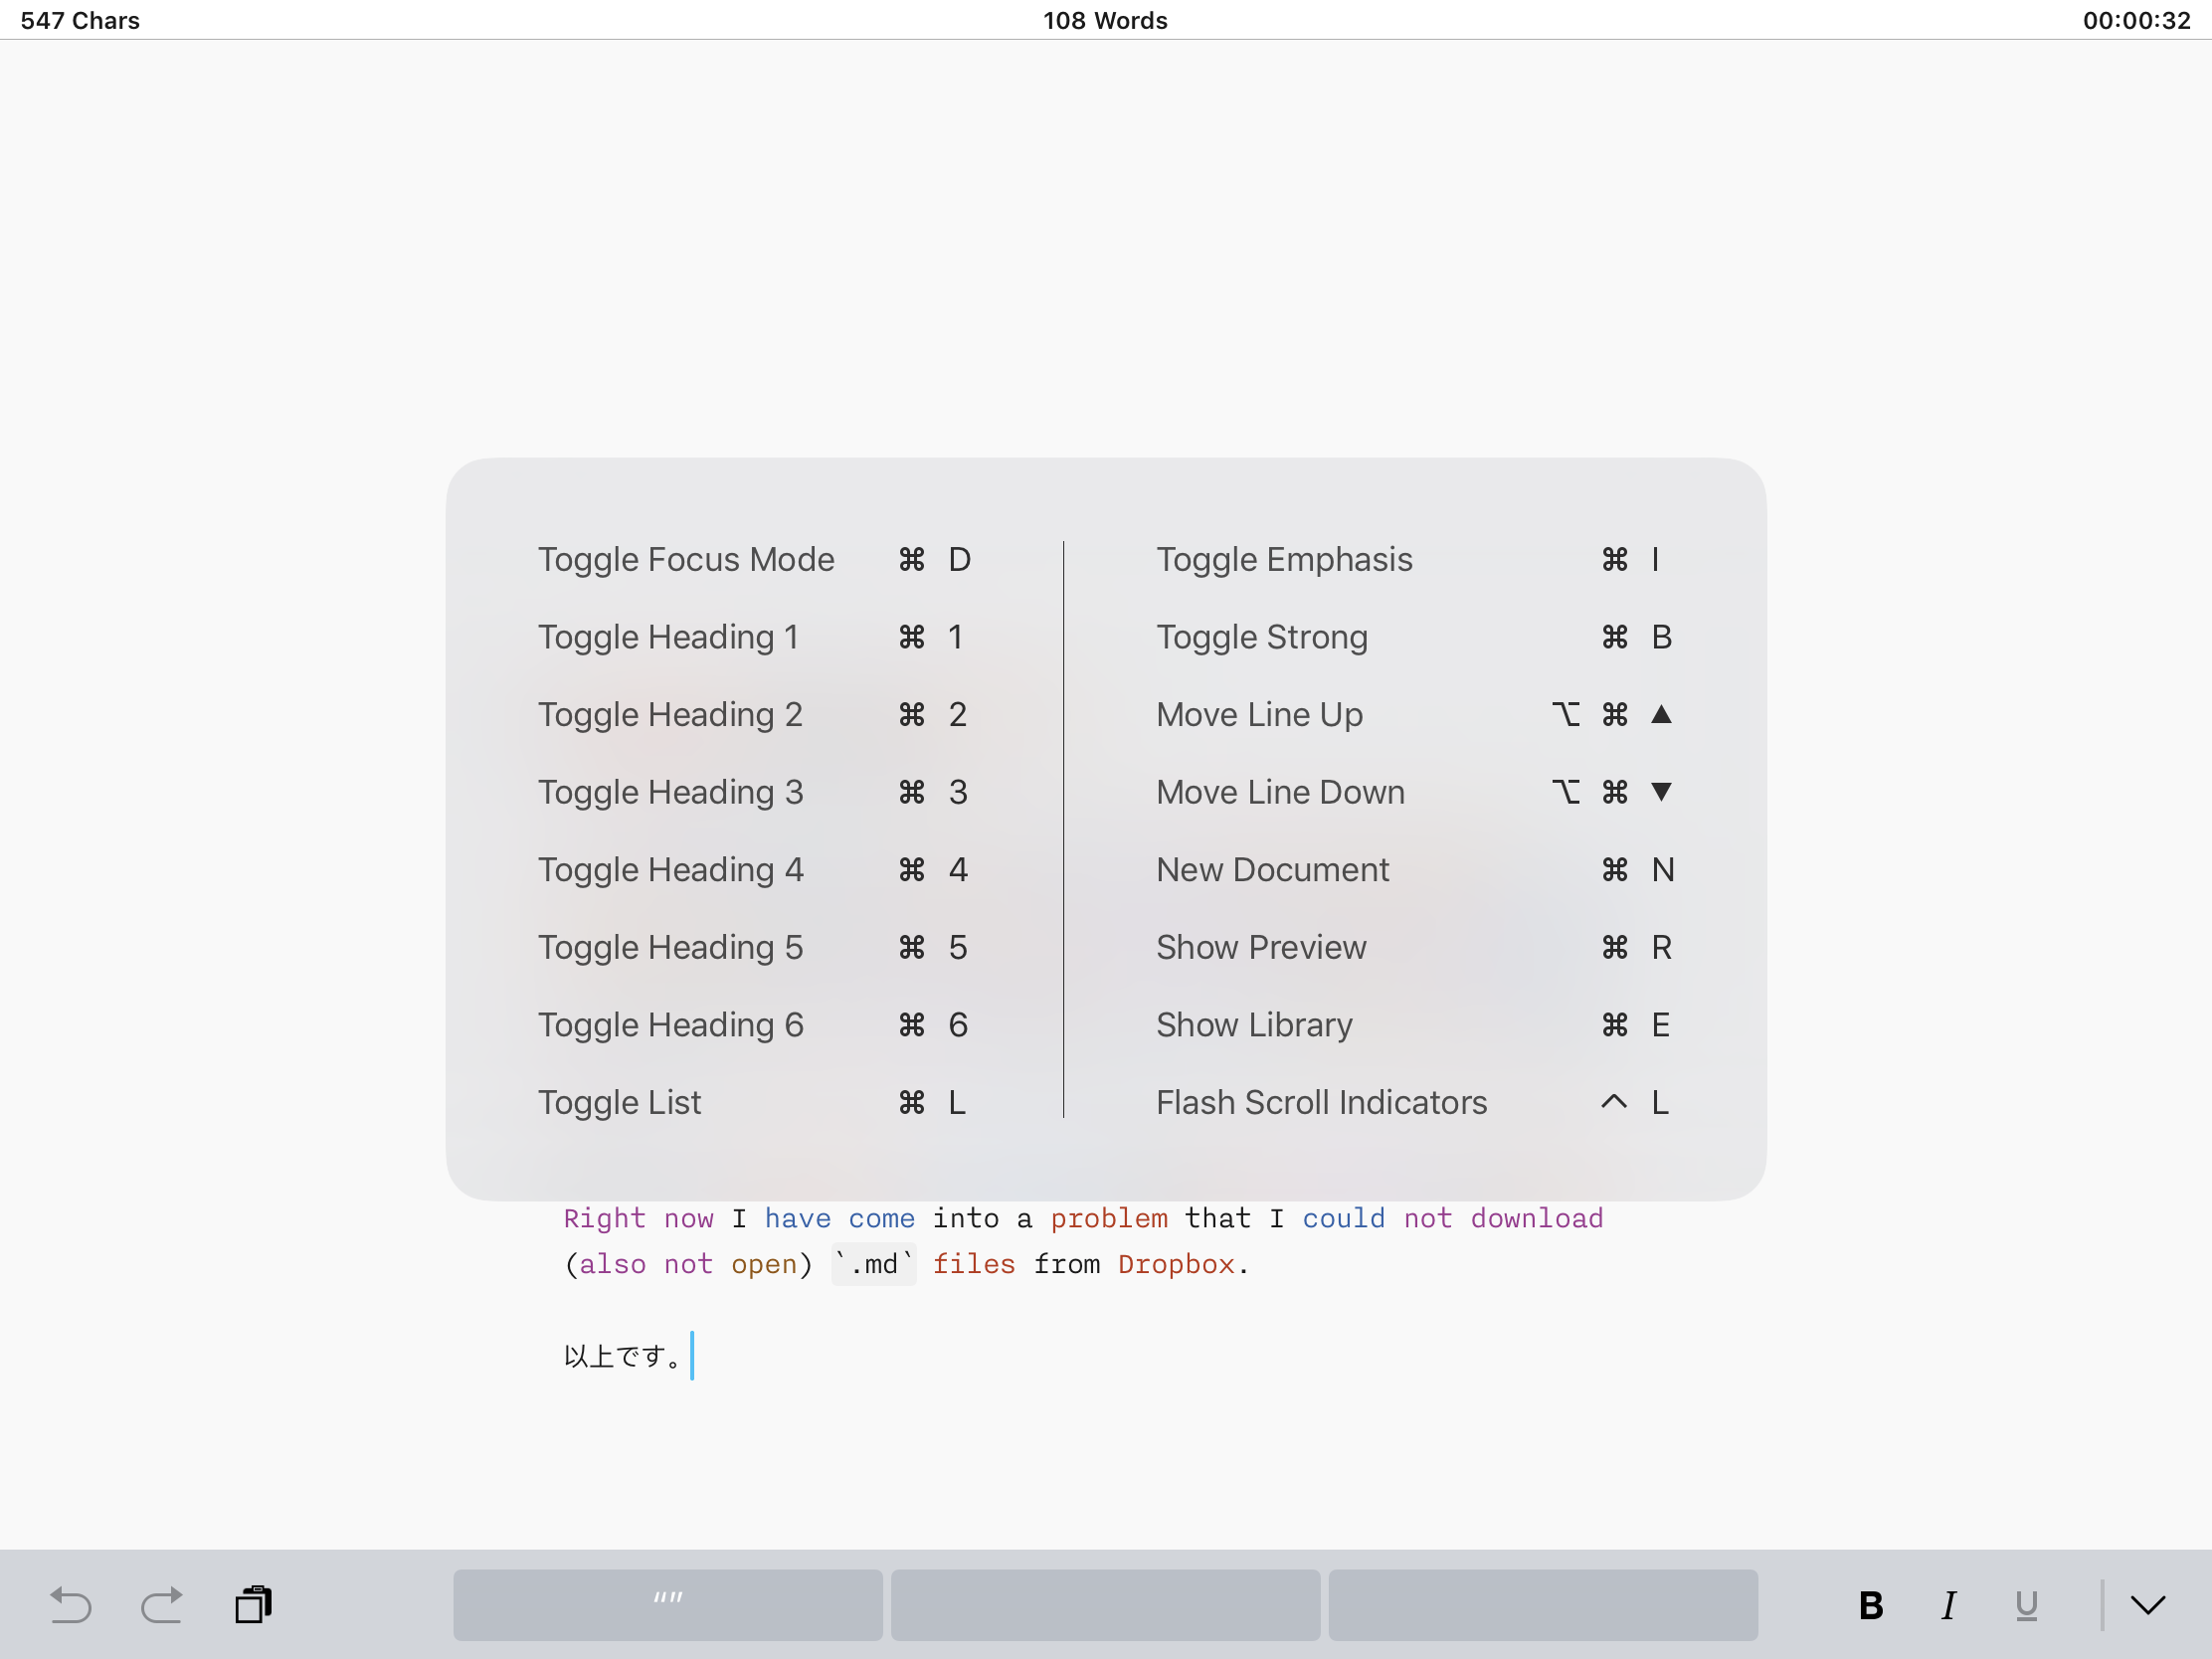 547 Chars 108 Words 00:00:32
Toggle Focus Mode ⌘ D
Toggle Heading 1 ⌘ 1
Toggle Heading 2 ⌘ 2
Toggle Heading 3 ⌘ 3
Toggle Heading 4 ⌘ 4
Toggle Heading 5 ⌘ 5
Toggle Heading 6 ⌘ 6
Toggle List ⌘ L
Toggle Emphasis ⌘ I
Toggle Strong ⌘ B
Move Line Up ⌥ ⌘ ▲
Move Line Down ⌥ ⌘ ▼
New Document ⌘ N
Show Preview ⌘ R
Show Library ⌘ E
Flash Scroll Indicators ^ L
Right now I have come into a problem that I could not download
(also not open) `.md` files from Dropbox.
以上です。
“” B I U